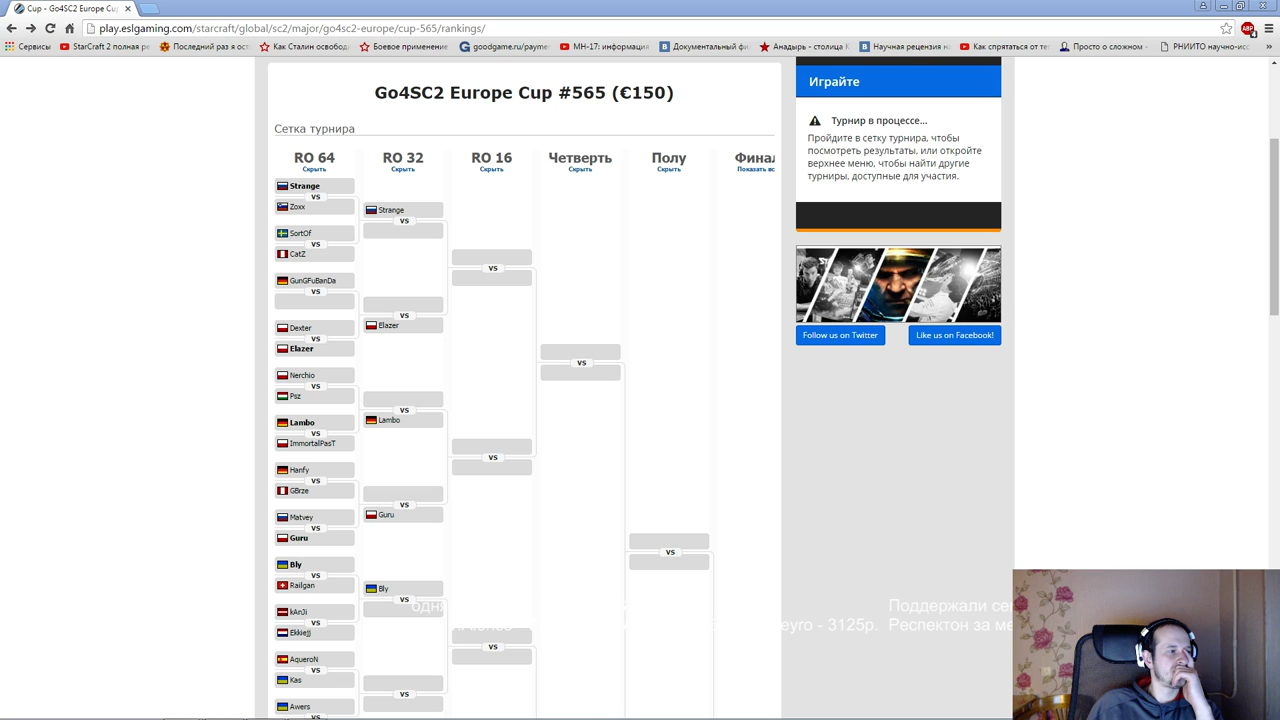 Cup - Go4SC2 Europe Cup
play.eslgaming.com/starcraft/global/sc2/major/go4sc2-europe/cup-565/rankings/
Сервисы
StarCraft 2 полная ре
Последний раз я ост
Как Сталин освобод
Боевое применение
goodgame.ru/payme
МН-17: информация
Документальный фи
Анадырь - столица
Научная рецензия н
Как спрятаться от те
Просто о сложном -
РНИИТО научно-исс
»
Go4SC2 Europe Cup #565 (€150)
Сетка турнира
RO 64
Скрыть
RO 32
Скрыть
RO 16
Скрыть
Четверть
Скрыть
Полу
Скрыть
Финал
Показать вс
Strange
vs
Zoxx
SortOf
vs
CatZ
GunGFuBanDa
vs
Dexter
vs
Elazer
Nerchio
vs
Psz
Lambo
vs
ImmortalPasT
Hanfy
vs
GBrze
Matvey
vs
Guru
Bly
vs
Railgan
kAnJi
vs
Ekkiejj
AqueroN
vs
Kas
Awers
vs
Strange
vs
vs
Elazer
vs
Lambo
vs
Guru
Bly
vs
vs
vs
vs
vs
vs
vs
Играйте
Турнир в процессе...
Пройдите в сетку турнира, чтобы
посмотреть результаты, или откройте
верхнее меню, чтобы найти другие
турниры, доступные для участия.
Follow us on Twitter
Like us on Facebook!
одня
Поддержали се
eyro - 3125р. Респектон за ме